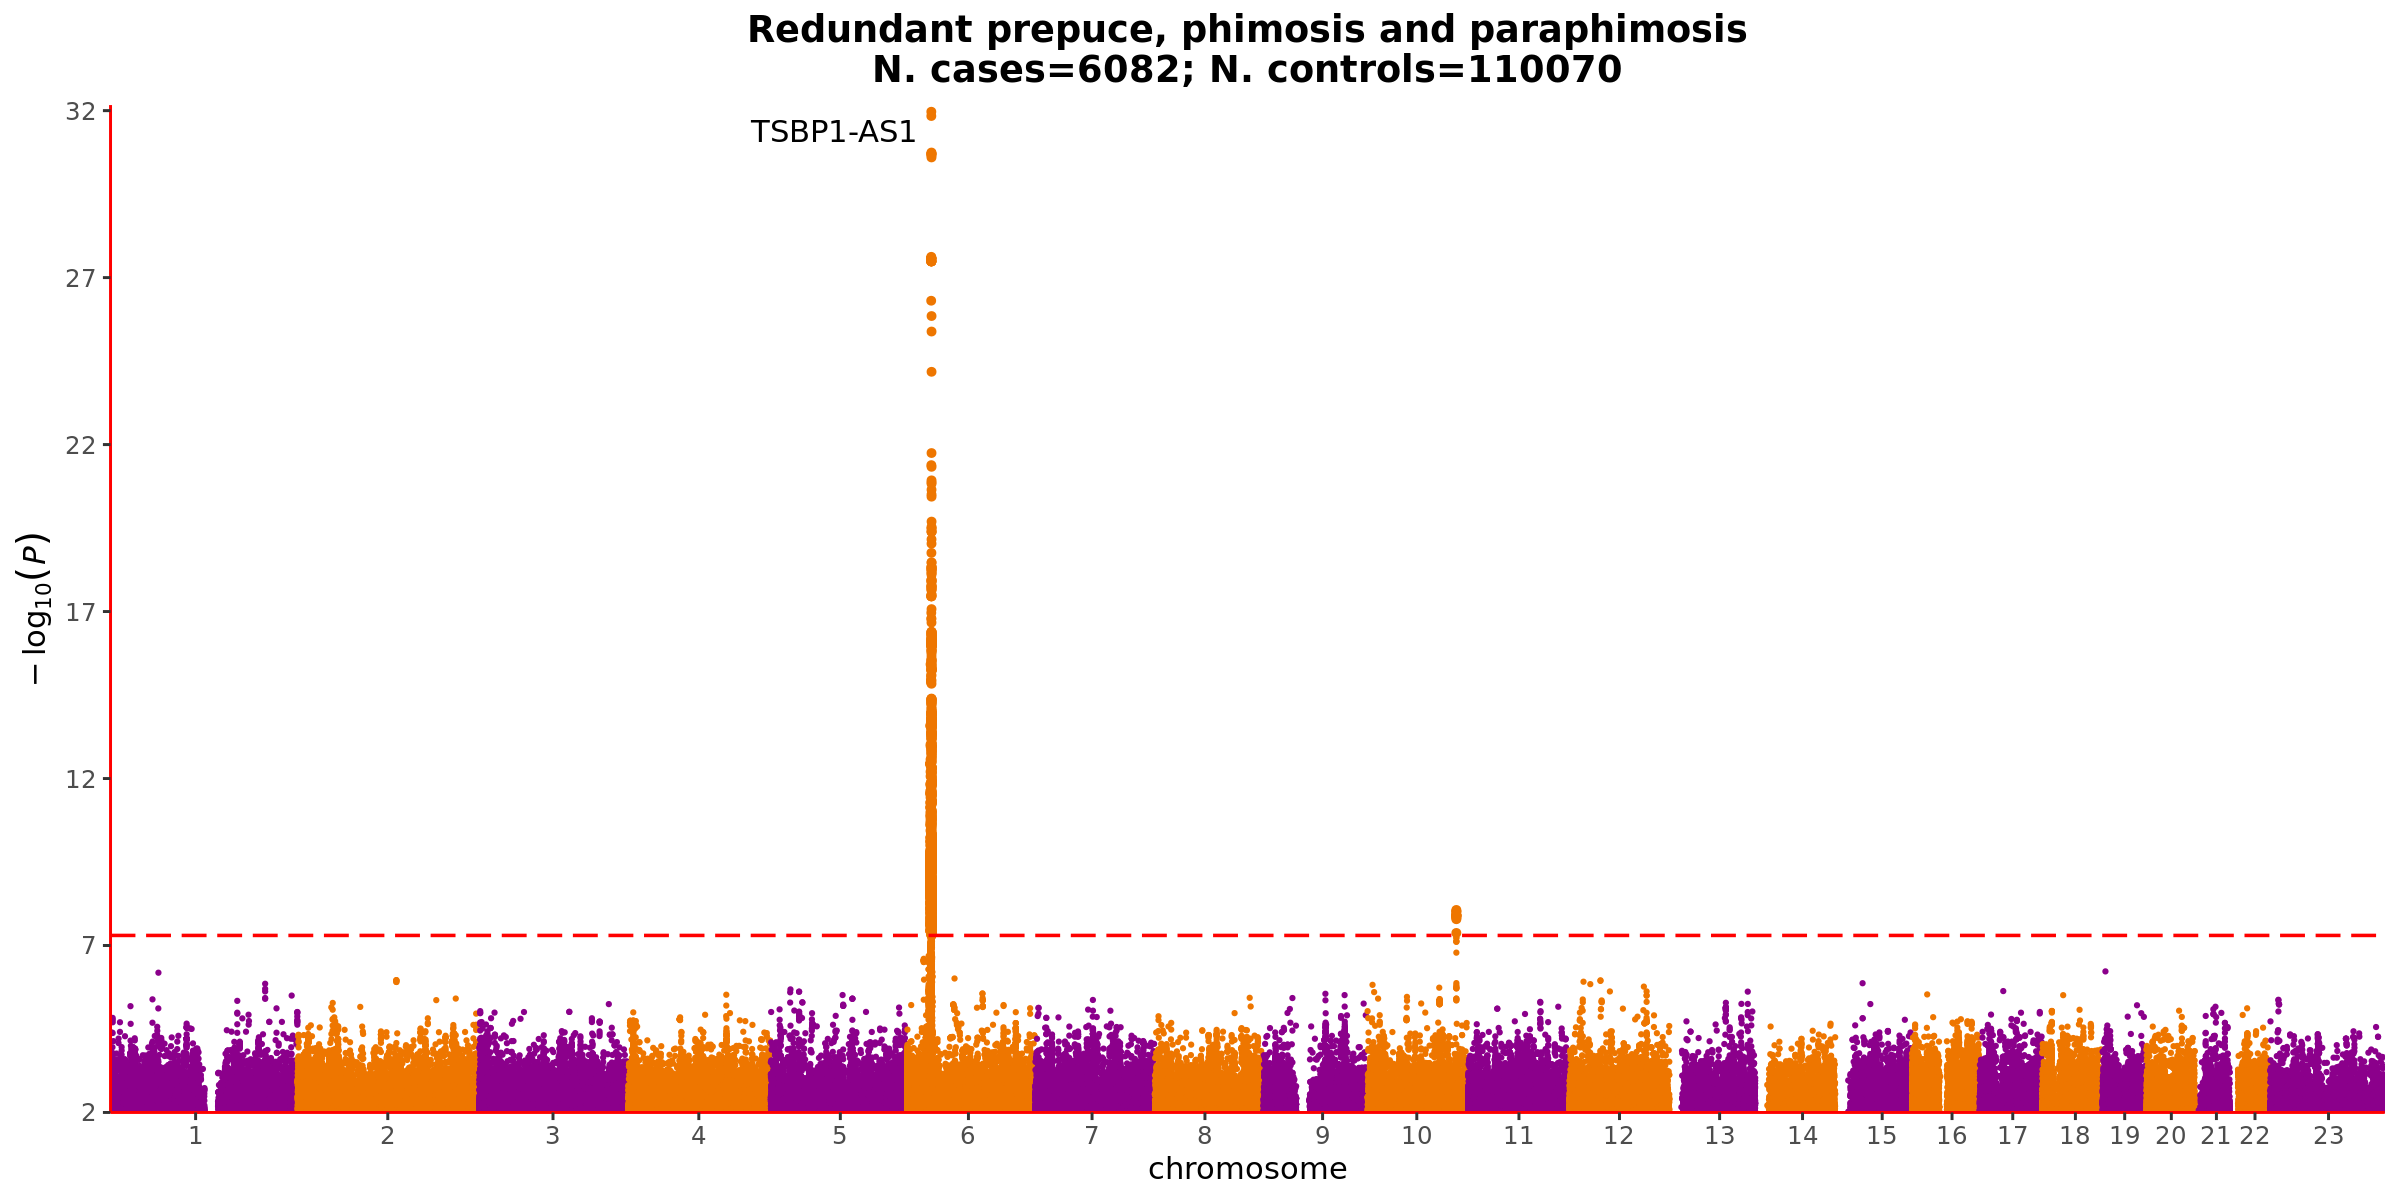 Redundant prepuce, phimosis and paraphimosis
N. cases=6082; N. controls=110070
TSBP1-AS1
32
27
22
17
12
7
2
−log₁₀(P)
1 2 3 4 5 6 7 8 9 10 11 12 13 14 15 16 17 18 19 20 21 22 23
chromosome